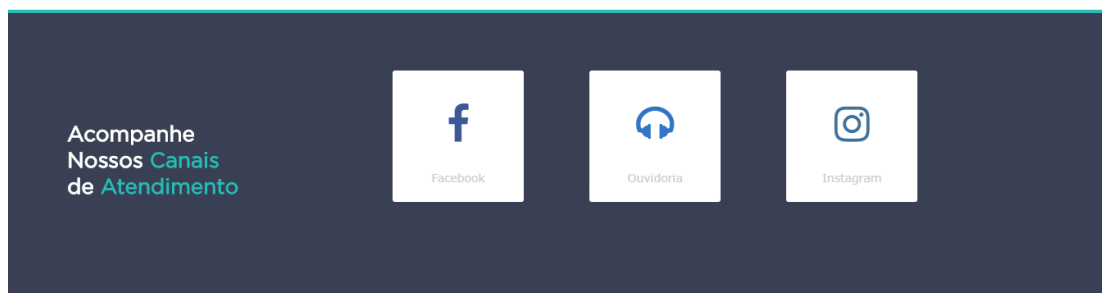 Acompanhe
Nossos Canais
de Atendimento
Facebook
Ouvidoria
Instagram